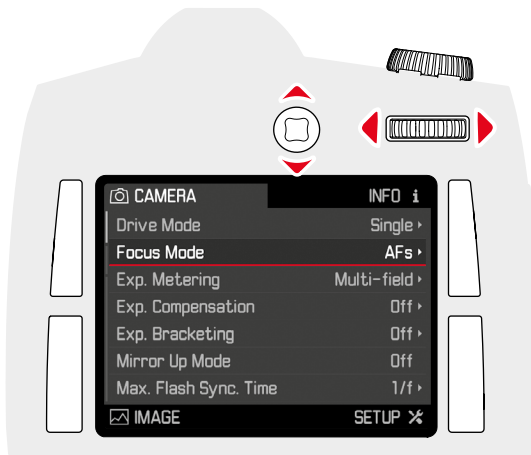 CAMERA INFO i
Drive Mode Single
Focus Mode AFs
Exp. Metering Multi-field
Exp. Compensation Off
Exp. Bracketing Off
Mirror Up Mode Off
Max. Flash Sync. Time 1/f
IMAGE SETUP